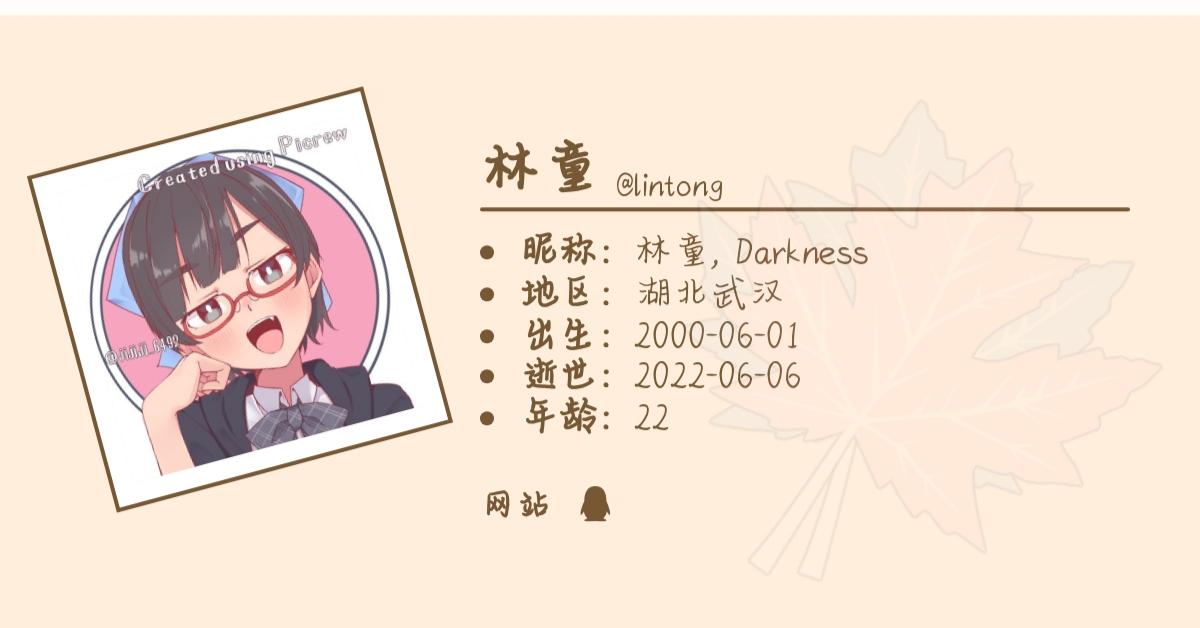 Created using Picrew
@JiJiJi_6499
林童 @lintong
昵称：林童, Darkness
地区：湖北武汉
出生：2000-06-01
逝世：2022-06-06
年龄：22
网站